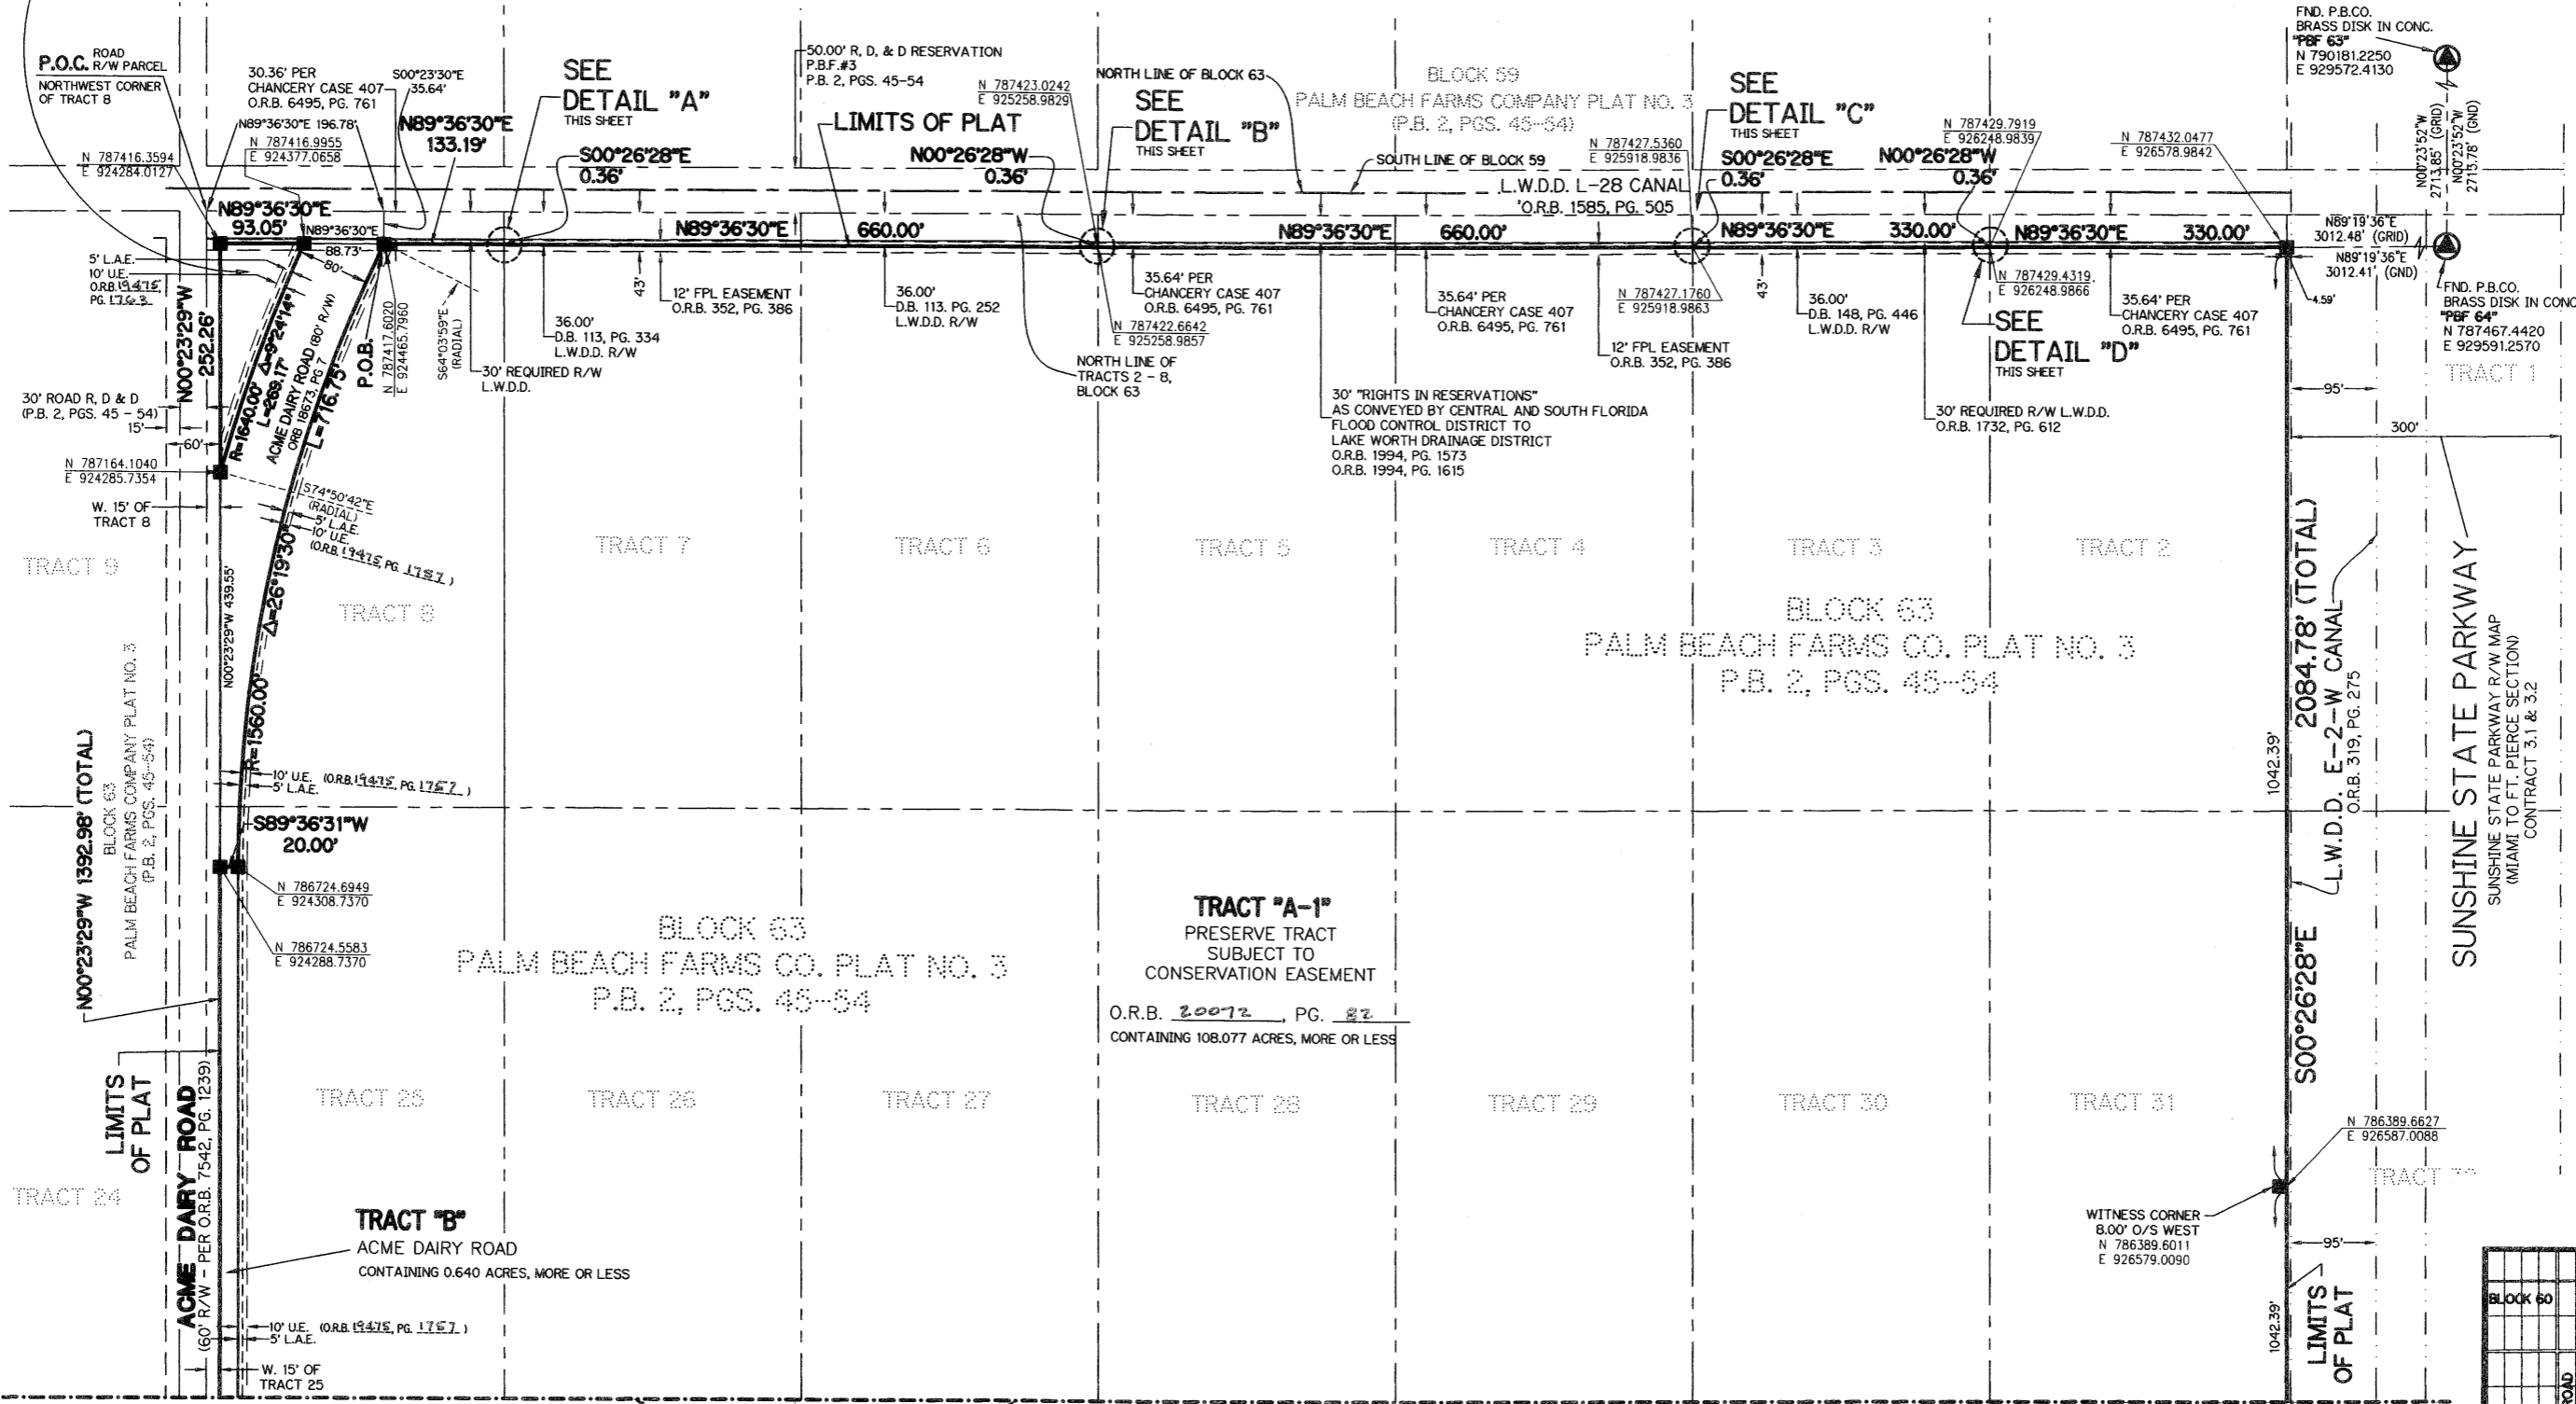 P.O.C. ROAD
R/W PARCEL
NORTHWEST CORNER
OF TRACT 8
30.36' PER
CHANCERY CASE 407
O.R.B. 6495, PG. 761
S00°23'30"E
35.64'
N89°36'30"E 196.78'
N 787416.9955
E 924377.0658
N 787416.3594
E 924284.0127
N89°36'30"E
133.19'
SEE
DETAIL "A"
THIS SHEET
S00°26'28"E
0.36'
50.00' R, D, & D RESERVATION
P.B.F.#3
P.B. 2, PGS. 45-54
LIMITS OF PLAT
N 787423.0242
E 925258.9829
N00°26'28"W
0.36'
NORTH LINE OF BLOCK 63
SEE
DETAIL "B"
THIS SHEET
BLOCK 59
PALM BEACH FARMS COMPANY PLAT NO. 3
(P.B. 2, PGS. 45-54)
SOUTH LINE OF BLOCK 59
L.W.D.D. L-28 CANAL
'O.R.B. 1585, PG. 505
N 787427.5360
E 925918.9836
SEE
DETAIL "C"
THIS SHEET
S00°26'28"E
0.36'
N00°26'28"W
0.36'
N 787429.7919
E 926248.9839
N 787432.0477
E 926578.9842
FND. P.B.CO.
BRASS DISK IN CONC.
"PBF 63"
N 790181.2250
E 929572.4130
N00°23'52"W
2713.85' (GRID)
N00°23'52"W
2713.78' (GND)
N89°19'36"E
3012.48' (GRID)
N89°19'36"E
3012.41' (GND)
FND. P.B.CO.
BRASS DISK IN CONC
"PBF 64"
N 787467.4420
E 929591.2570
TRACT 1
N89°36'30"E
93.05'
N89°36'30"E
88.73'
80'
N89°36'30"E 660.00'
N89°36'30"E 660.00'
N89°36'30"E 330.00'
N89°36'30"E 330.00'
4.59'
5' L.A.E.
10' U.E.
O.R.B. 19475,
PG. 1763
N00°23'29"W
252.26'
R=1640.00' Δ=9°24'14"
L=269.17'
ACME DAIRY ROAD (80' R/W)
ORB 18673, PG 7
L=716.75'
P.O.B.
N 787417.6020
E 924465.7960
S64°03'59"E
(RADIAL)
30' REQUIRED R/W
L.W.D.D.
36.00'
D.B. 113, PG. 334
L.W.D.D. R/W
43'
12' FPL EASEMENT
O.R.B. 352, PG. 386
36.00'
D.B. 113. PG. 252
L.W.D.D. R/W
35.64' PER
CHANCERY CASE 407
O.R.B. 6495, PG. 761
N 787422.6642
E 925258.9857
NORTH LINE OF
TRACTS 2 - 8,
BLOCK 63
35.64' PER
CHANCERY CASE 407
O.R.B. 6495, PG. 761
30' "RIGHTS IN RESERVATIONS"
AS CONVEYED BY CENTRAL AND SOUTH FLORIDA
FLOOD CONTROL DISTRICT TO
LAKE WORTH DRAINAGE DISTRICT
O.R.B. 1994, PG. 1573
O.R.B. 1994, PG. 1615
N 787427.1760
E 925918.9863
12' FPL EASEMENT
O.R.B. 352, PG. 386
43'
36.00'
D.B. 148, PG. 446
L.W.D.D. R/W
N 787429.4319
E 926248.9866
SEE
DETAIL "D"
THIS SHEET
35.64' PER
CHANCERY CASE 407
O.R.B. 6495, PG. 761
30' REQUIRED R/W L.W.D.D.
O.R.B. 1732, PG. 612
95'
300'
30' ROAD R, D & D
(P.B. 2, PGS. 45 - 54)
15'
60'
N 787164.1040
E 924285.7354
W. 15' OF
TRACT 8
S74°50'42"E
(RADIAL)
5' L.A.E.
10' U.E.
(O.R.B. 19475, PG. 1757 )
TRACT 9
TRACT 8
TRACT 7
TRACT 6
TRACT 5
TRACT 4
TRACT 3
TRACT 2
N00°23'29"W 439.55'
Δ=26°19'30"
R=1560.00'
BLOCK 63
PALM BEACH FARMS CO. PLAT NO. 3
P.B. 2, PGS. 45-54
2084.78' (TOTAL)
S00°26'28"E
1042.39'
L.W.D.D. E-2-W CANAL
O.R.B. 319, PG. 275
SUNSHINE STATE PARKWAY
SUNSHINE STATE PARKWAY R/W MAP
(MIAMI TO FT. PIERCE SECTION)
CONTRACT 3.1 & 3.2
N00°23'29"W 1392.98' (TOTAL)
BLOCK 63
PALM BEACH FARMS COMPANY PLAT NO. 3
(P.B. 2, PGS. 45-54)
10' U.E. (O.R.B. 19475, PG. 1757 )
5' L.A.E.
S89°36'31"W
20.00'
N 786724.6949
E 924308.7370
N 786724.5583
E 924288.7370
BLOCK 63
PALM BEACH FARMS CO. PLAT NO. 3
P.B. 2, PGS. 45-54
TRACT "A-1"
PRESERVE TRACT
SUBJECT TO
CONSERVATION EASEMENT
O.R.B. 20072, PG. 82
CONTAINING 108.077 ACRES, MORE OR LESS
LIMITS
OF PLAT
ACME DAIRY ROAD
(60' R/W - PER O.R.B. 7542, PG. 1239)
TRACT 24
TRACT 25
TRACT 26
TRACT 27
TRACT 28
TRACT 29
TRACT 30
TRACT 31
N 786389.6627
E 926587.0088
TRACT
WITNESS CORNER
8.00' O/S WEST
N 786389.6011
E 926579.0090
95'
1042.39'
LIMITS
OF PLAT
TRACT "B"
ACME DAIRY ROAD
CONTAINING 0.640 ACRES, MORE OR LESS
10' U.E. (O.R.B. 19475, PG. 1757 )
5' L.A.E.
W. 15' OF
TRACT 25
BLOCK 60
ROAD